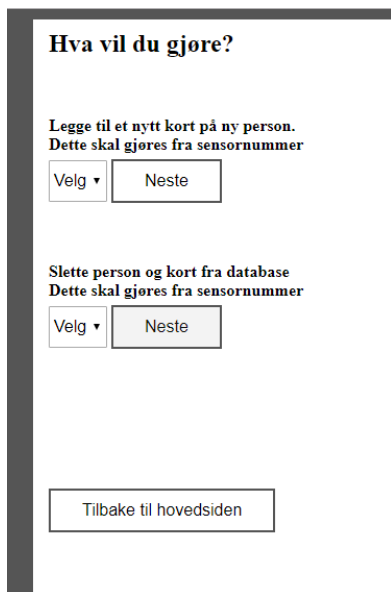 Hva vil du gjøre?
Legge til et nytt kort på ny person.
Dette skal gjøres fra sensornummer
Velg ▾ Neste
Slette person og kort fra database
Dette skal gjøres fra sensornummer
Velg ▾ Neste
Tilbake til hovedsiden